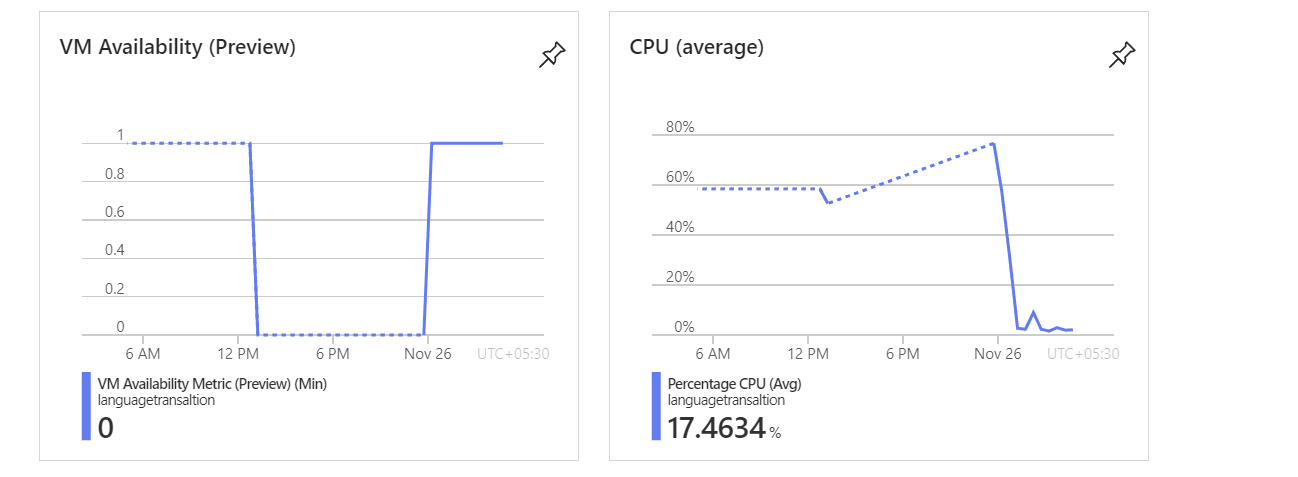 VM Availability (Preview)
1
0.8
0.6
0.4
0.2
0
6 AM 12 PM 6 PM Nov 26 UTC+05:30
VM Availability Metric (Preview) (Min)
languagetransaltion
0
CPU (average)
80%
60%
40%
20%
0%
6 AM 12 PM 6 PM Nov 26 UTC+05:30
Percentage CPU (Avg)
languagetransaltion
17.4634 %